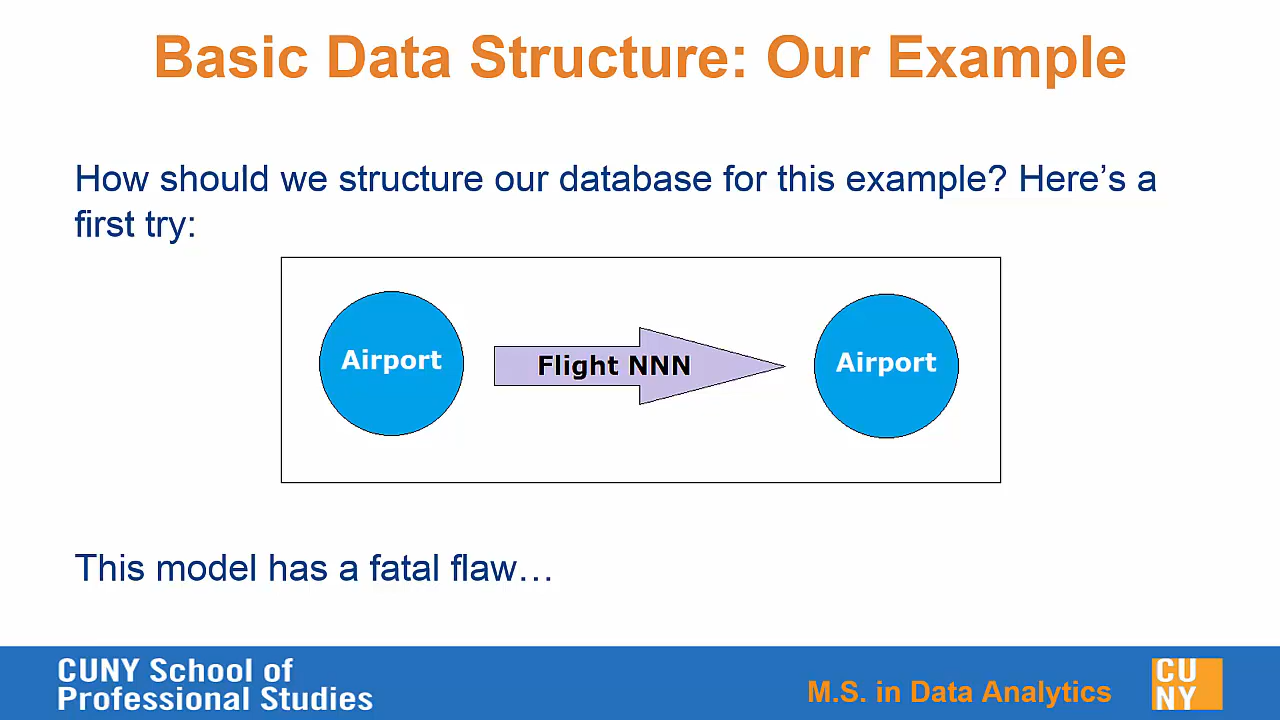 Basic Data Structure: Our Example
How should we structure our database for this example? Here’s a
first try:
Airport
Flight NNN
Airport
This model has a fatal flaw…
CUNY School of
Professional Studies
M.S. in Data Analytics
CU
NY